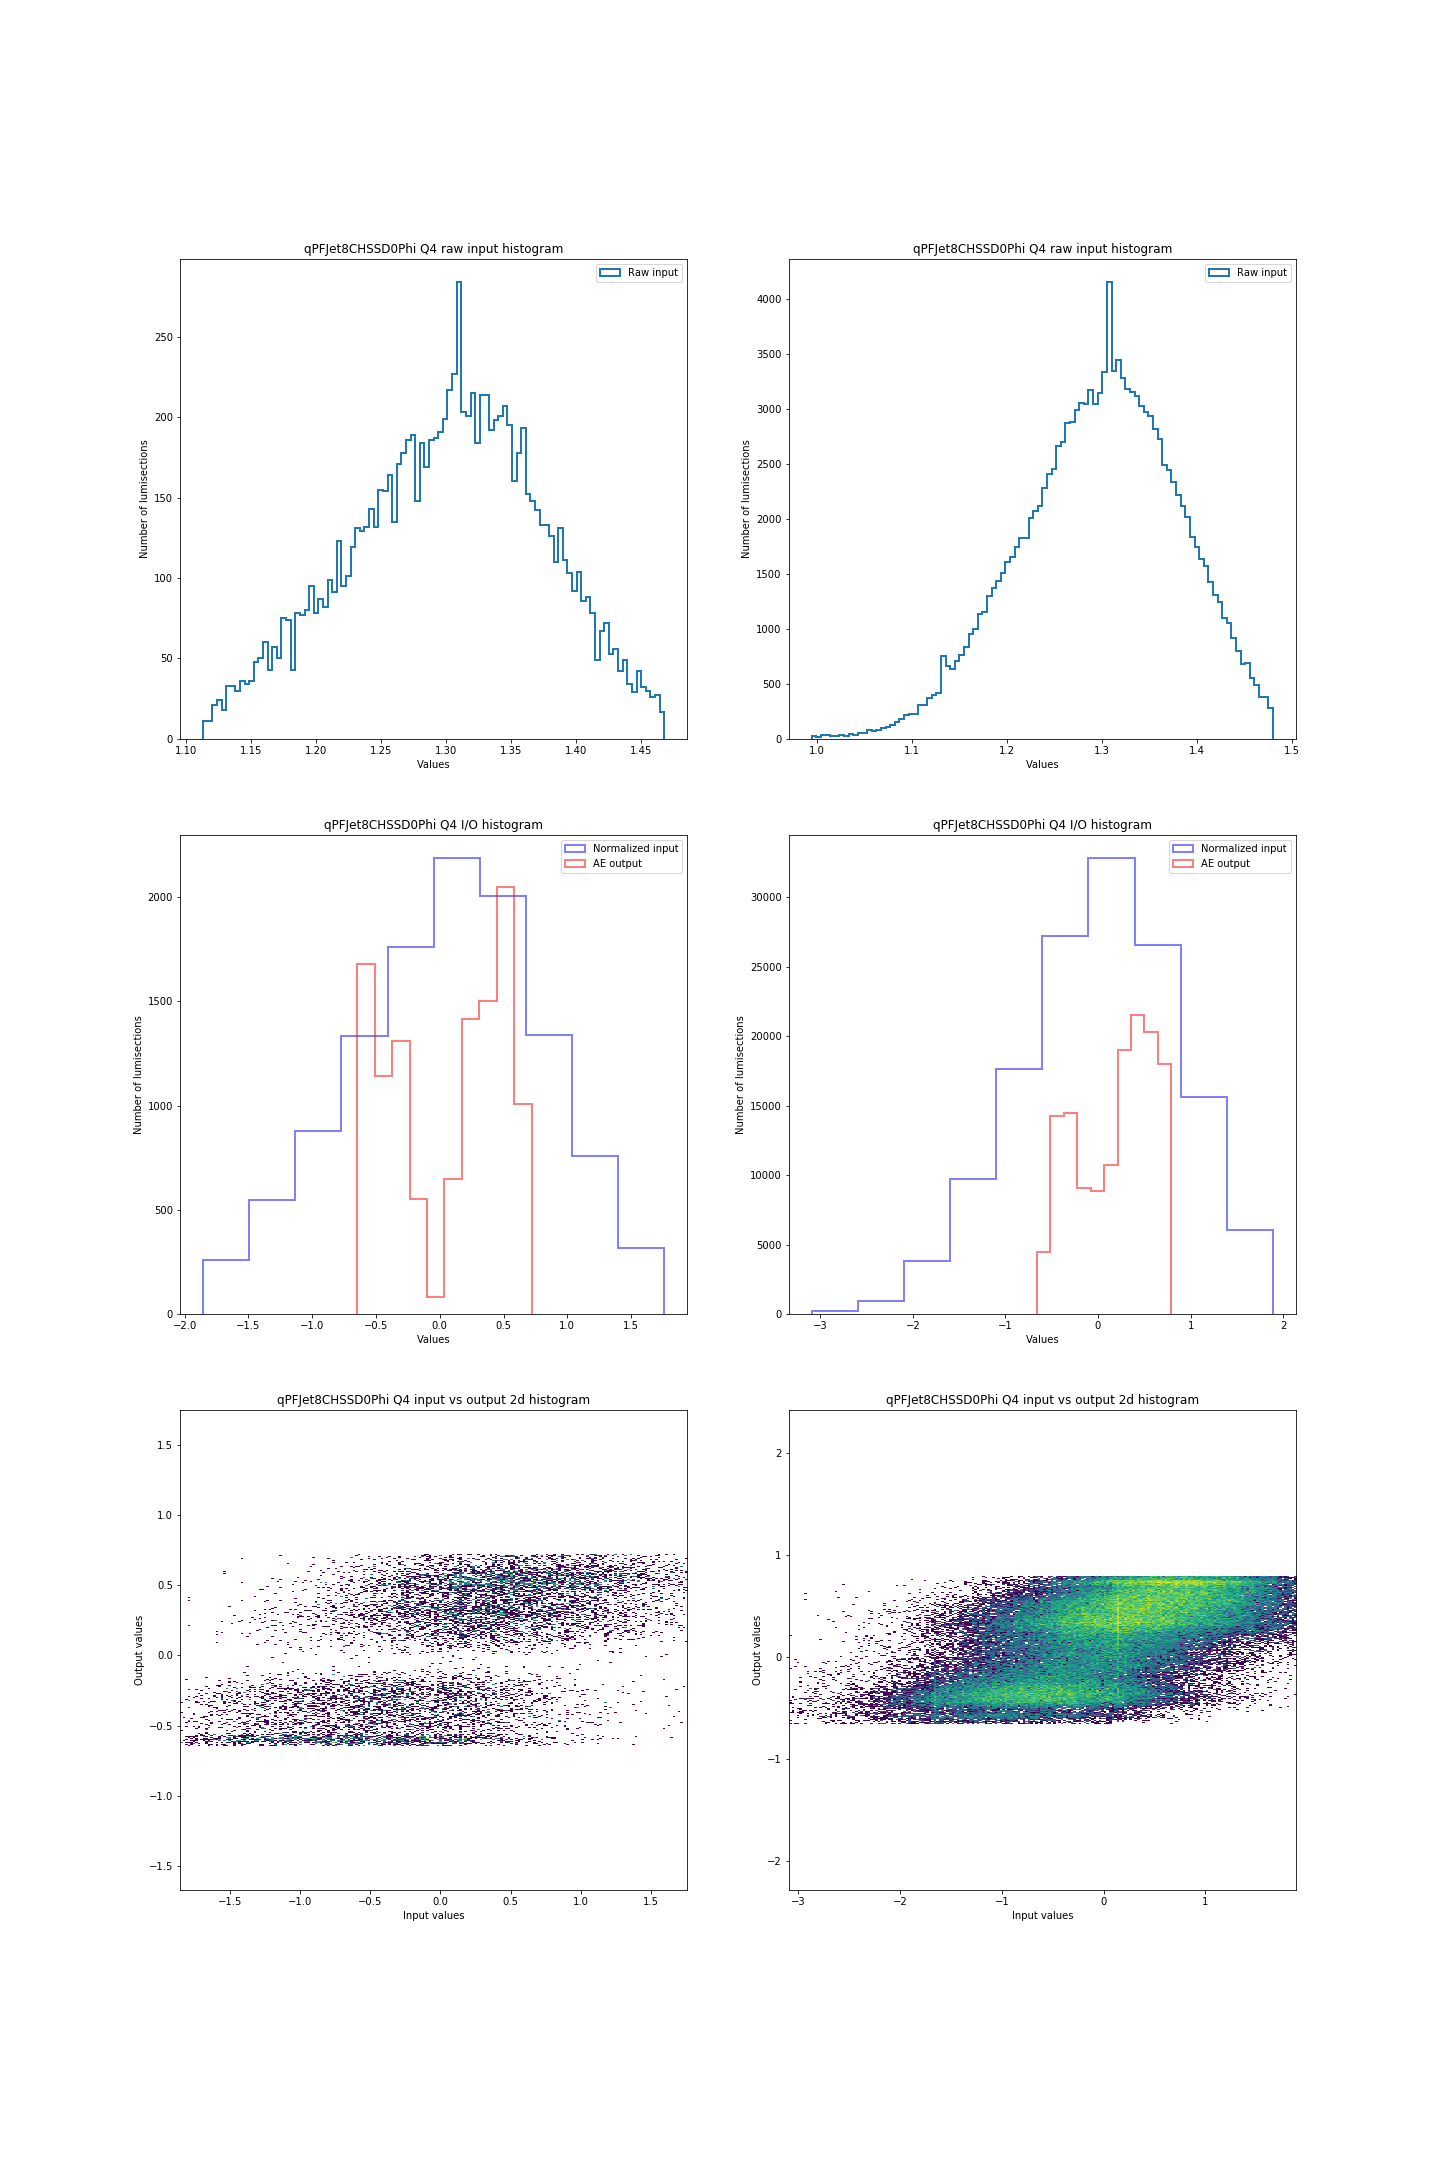 qPFJet8CHSSD0Phi Q4 raw input histogram
Raw input
Number of lumisections
250
200
150
100
50
0
1.10 1.15 1.20 1.25 1.30 1.35 1.40 1.45
Values
qPFJet8CHSSD0Phi Q4 raw input histogram
Raw input
Number of lumisections
4000
3500
3000
2500
2000
1500
1000
500
0
1.0 1.1 1.2 1.3 1.4 1.5
Values
qPFJet8CHSSD0Phi Q4 I/O histogram
Normalized input
AE output
Number of lumisections
2000
1500
1000
500
0
−2.0 −1.5 −1.0 −0.5 0.0 0.5 1.0 1.5
Values
qPFJet8CHSSD0Phi Q4 I/O histogram
Normalized input
AE output
Number of lumisections
30000
25000
20000
15000
10000
5000
0
−3 −2 −1 0 1 2
Values
qPFJet8CHSSD0Phi Q4 input vs output 2d histogram
Output values
1.5
1.0
0.5
0.0
−0.5
−1.0
−1.5
−1.5 −1.0 −0.5 0.0 0.5 1.0 1.5
Input values
qPFJet8CHSSD0Phi Q4 input vs output 2d histogram
Output values
2
1
0
−1
−2
−3 −2 −1 0 1
Input values